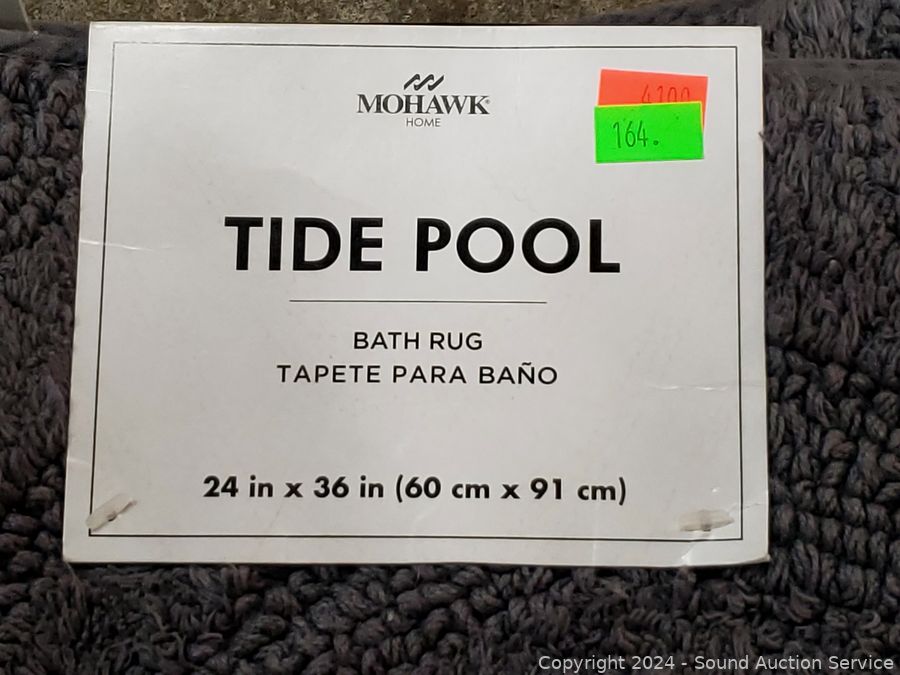 MOHAWK®
HOME
4100
164.
TIDE POOL
BATH RUG
TAPETE PARA BAÑO
24 in x 36 in (60 cm x 91 cm)
Copyright 2024 - Sound Auction Service